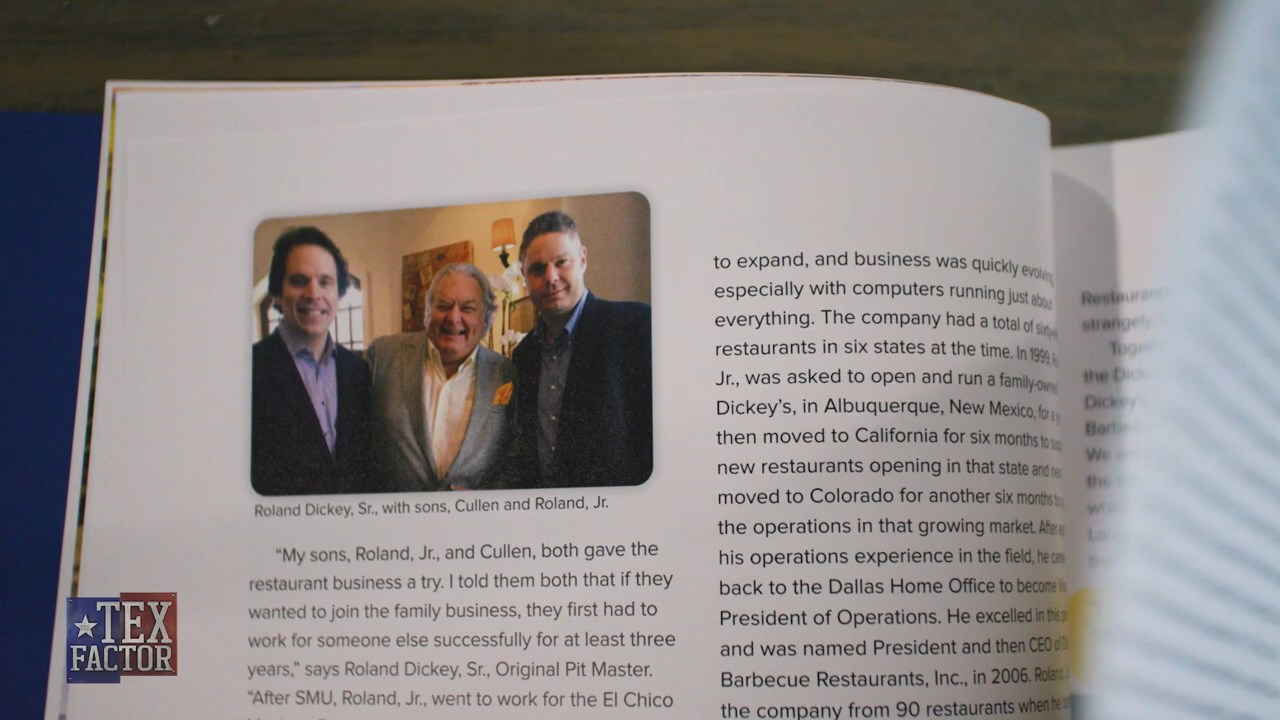 Roland Dickey, Sr., with sons, Cullen and Roland, Jr.
“My sons, Roland, Jr., and Cullen, both gave the
restaurant business a try. I told them both that if they
wanted to join the family business, they first had to
work for someone else successfully for at least three
years,” says Roland Dickey, Sr., Original Pit Master.
“After SMU, Roland, Jr., went to work for the El Chico
to expand, and business was quickly evolving
especially with computers running just about
everything. The company had a total of
restaurants in six states at the time. In 1999,
Jr., was asked to open and run a family-owned
Dickey’s, in Albuquerque, New Mexico, for a
then moved to California for six months to
new restaurants opening in that state and
moved to Colorado for another six months
the operations in that growing market. After
his operations experience in the field, he
back to the Dallas Home Office to become
President of Operations. He excelled in this
and was named President and then CEO of
Barbecue Restaurants, Inc., in 2006. Roland,
the company from 90 restaurants when he
strangely,
the
We
the
TEX
FACTOR